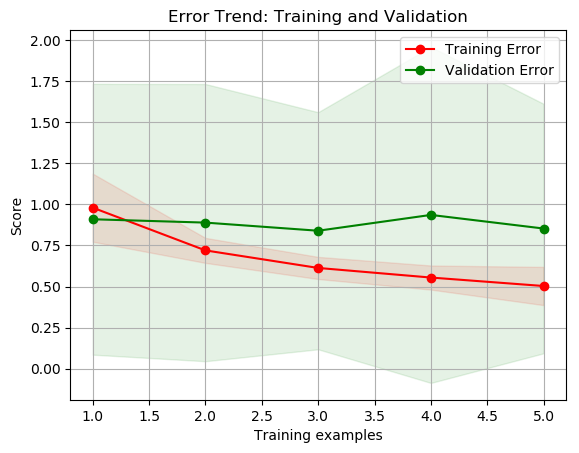 Error Trend: Training and Validation
Training Error
Validation Error
2.00
1.75
1.50
1.25
1.00
0.75
0.50
0.25
0.00
Score
1.0 1.5 2.0 2.5 3.0 3.5 4.0 4.5 5.0
Training examples